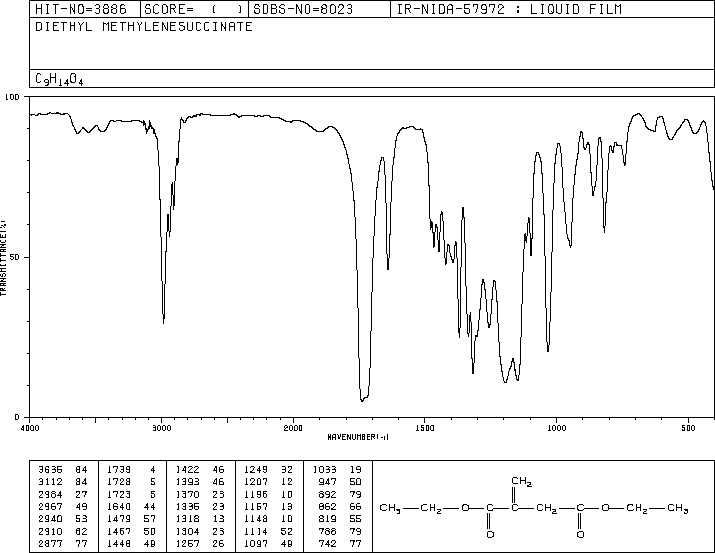 HIT-NO=3886 SCORE= ( ) SDBS-NO=8023 IR-NIDA-57972 : LIQUID FILM
DIETHYL METHYLENESUCCINATE
C9H14O4
100
50
0
TRANSMITTANCE(%)
4000 3000 2000 1500 1000 500
WAVENUMBER(-1)
3636 84 1739 4 1422 46 1249 32 1033 19
3112 84 1728 5 1393 46 1207 12 947 50
2984 27 1723 5 1370 23 1196 10 892 79
2967 49 1640 44 1336 23 1167 13 862 66
2940 53 1479 57 1318 13 1148 10 819 55
2910 62 1467 50 1304 23 1114 52 788 79
2877 77 1448 49 1257 26 1097 49 742 77
CH2
CH3 CH2 O C C CH2 C O CH2 CH3
O O